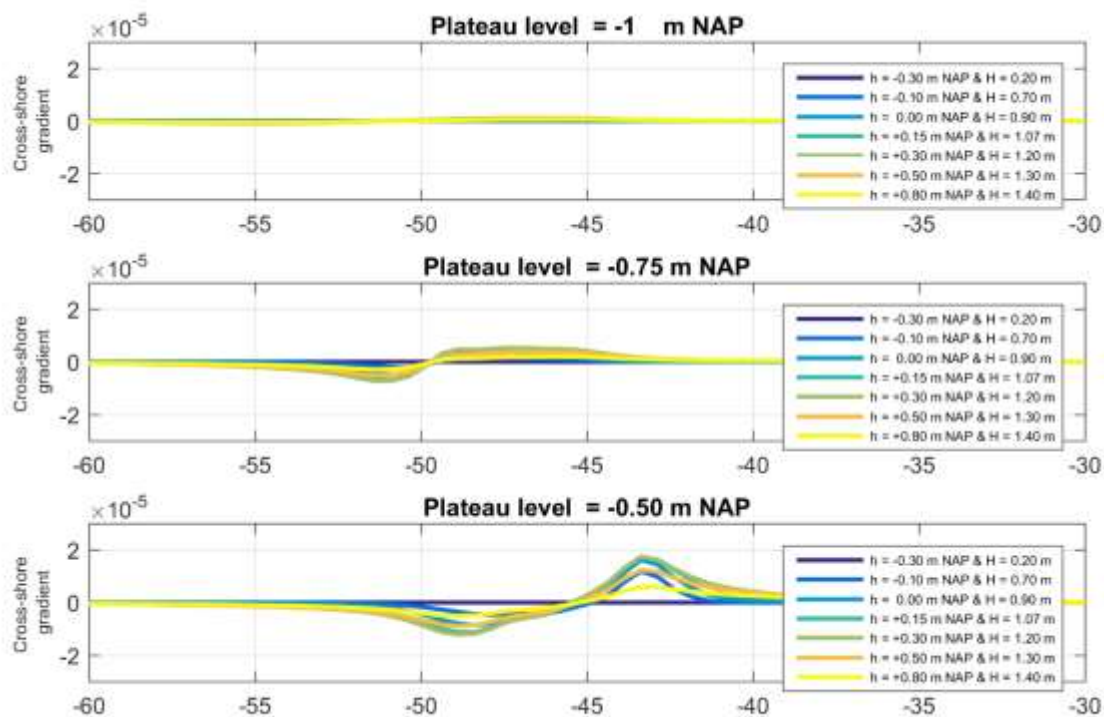 Plateau level = -1 m NAP
×10-5
Cross-shore
gradient
2
0
-2
-60 -55 -50 -45 -40 -35 -30
h = -0.30 m NAP & H = 0.20 m
h = -0.10 m NAP & H = 0.70 m
h = 0.00 m NAP & H = 0.90 m
h = +0.15 m NAP & H = 1.07 m
h = +0.30 m NAP & H = 1.20 m
h = +0.50 m NAP & H = 1.30 m
h = +0.80 m NAP & H = 1.40 m
Plateau level = -0.75 m NAP
×10-5
Cross-shore
gradient
2
0
-2
-60 -55 -50 -45 -40 -35 -30
h = -0.30 m NAP & H = 0.20 m
h = -0.10 m NAP & H = 0.70 m
h = 0.00 m NAP & H = 0.90 m
h = +0.15 m NAP & H = 1.07 m
h = +0.30 m NAP & H = 1.20 m
h = +0.50 m NAP & H = 1.30 m
h = +0.80 m NAP & H = 1.40 m
Plateau level = -0.50 m NAP
×10-5
Cross-shore
gradient
2
0
-2
-60 -55 -50 -45 -40 -35 -30
h = -0.30 m NAP & H = 0.20 m
h = -0.10 m NAP & H = 0.70 m
h = 0.00 m NAP & H = 0.90 m
h = +0.15 m NAP & H = 1.07 m
h = +0.30 m NAP & H = 1.20 m
h = +0.50 m NAP & H = 1.30 m
h = +0.80 m NAP & H = 1.40 m